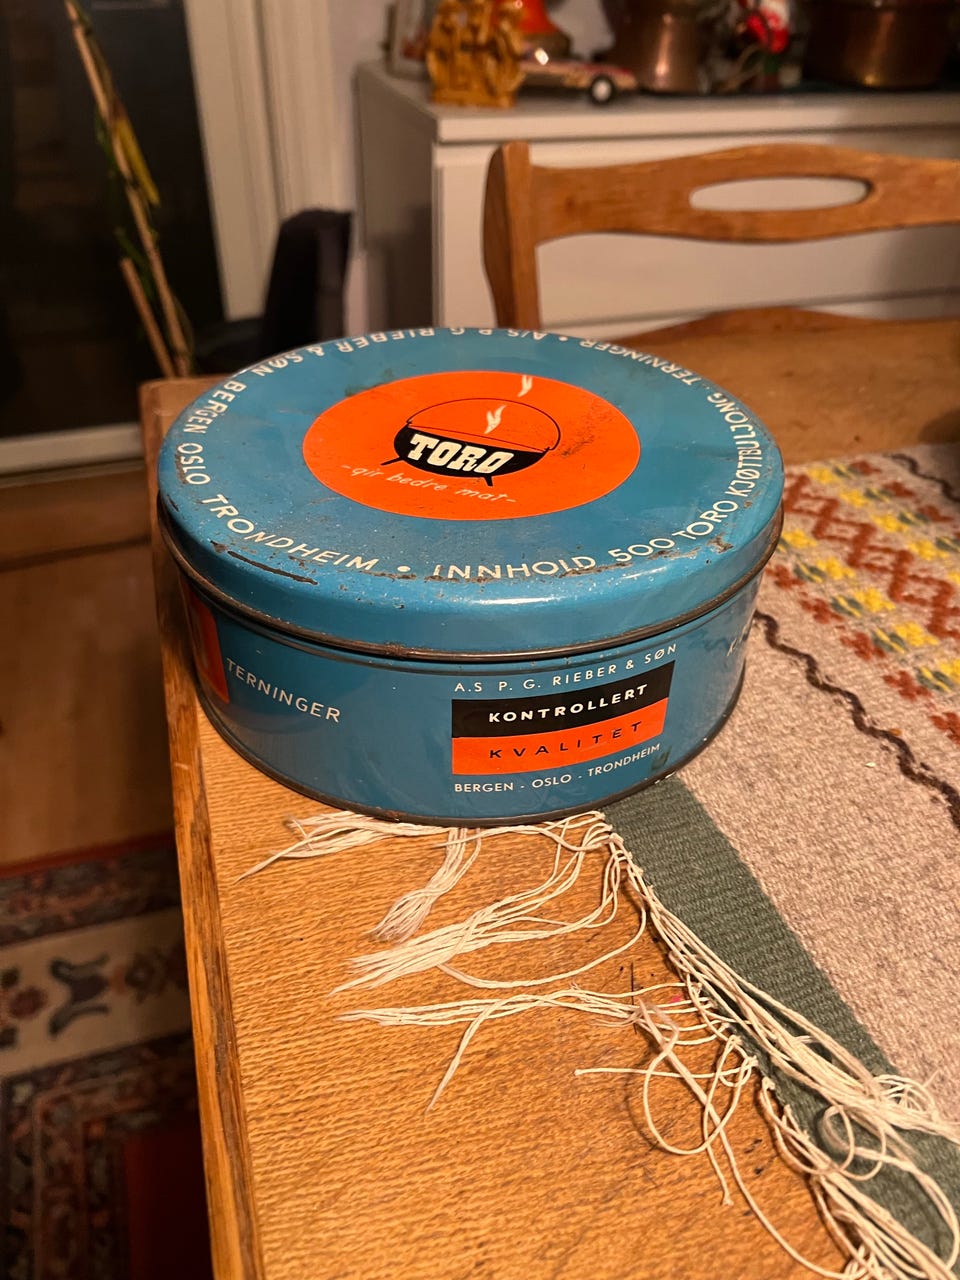 TORO
-gir bedre mat-
INNHOLD 500 TORO KJØTTBULJONG-TERNINGER • A/S P. G. RIEBER & SØN BERGEN OSLO TRONDHEIM •
TERNINGER
A.S P. G. RIEBER & SØN
KONTROLLERT
KVALITET
BERGEN - OSLO - TRONDHEIM